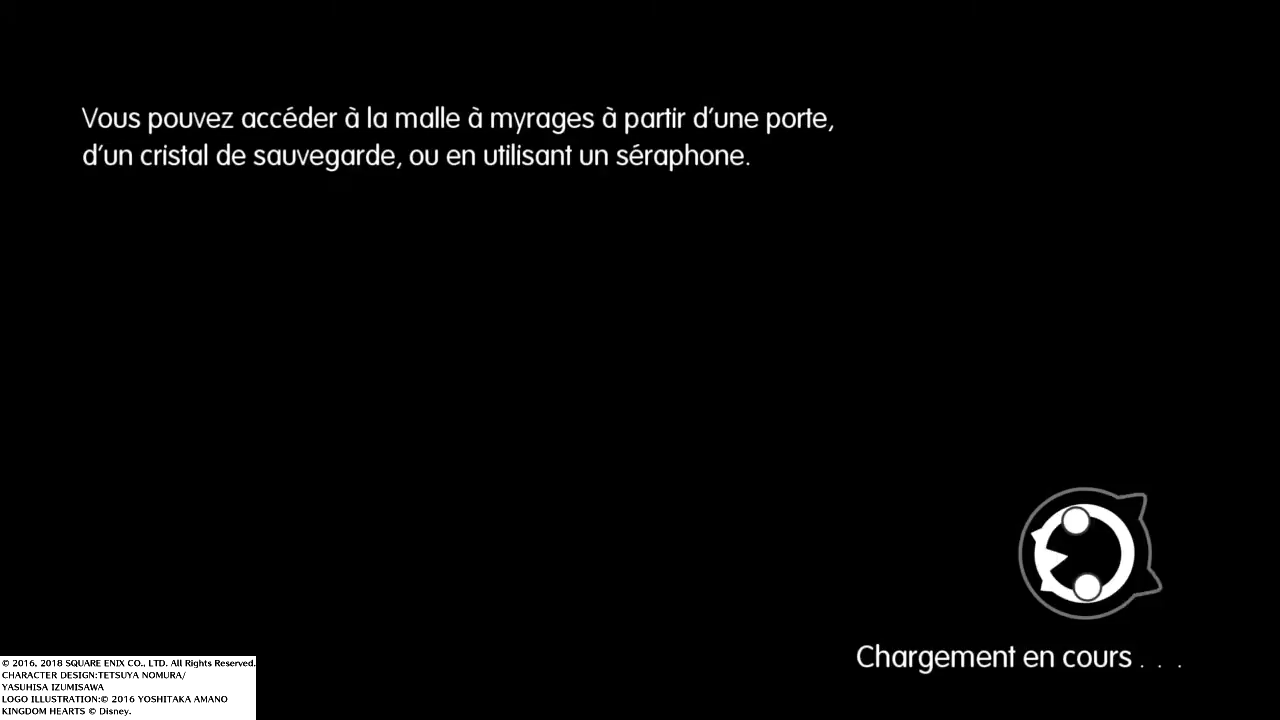 Vous pouvez accéder à la malle à myrages à partir d'une porte,
d'un cristal de sauvegarde, ou en utilisant un séraphone.
Chargement en cours . . .
© 2016, 2018 SQUARE ENIX CO., LTD. All Rights Reserved.
CHARACTER DESIGN:TETSUYA NOMURA/
YASUHISA IZUMISAWA
LOGO ILLUSTRATION:© 2016 YOSHITAKA AMANO
KINGDOM HEARTS © Disney.